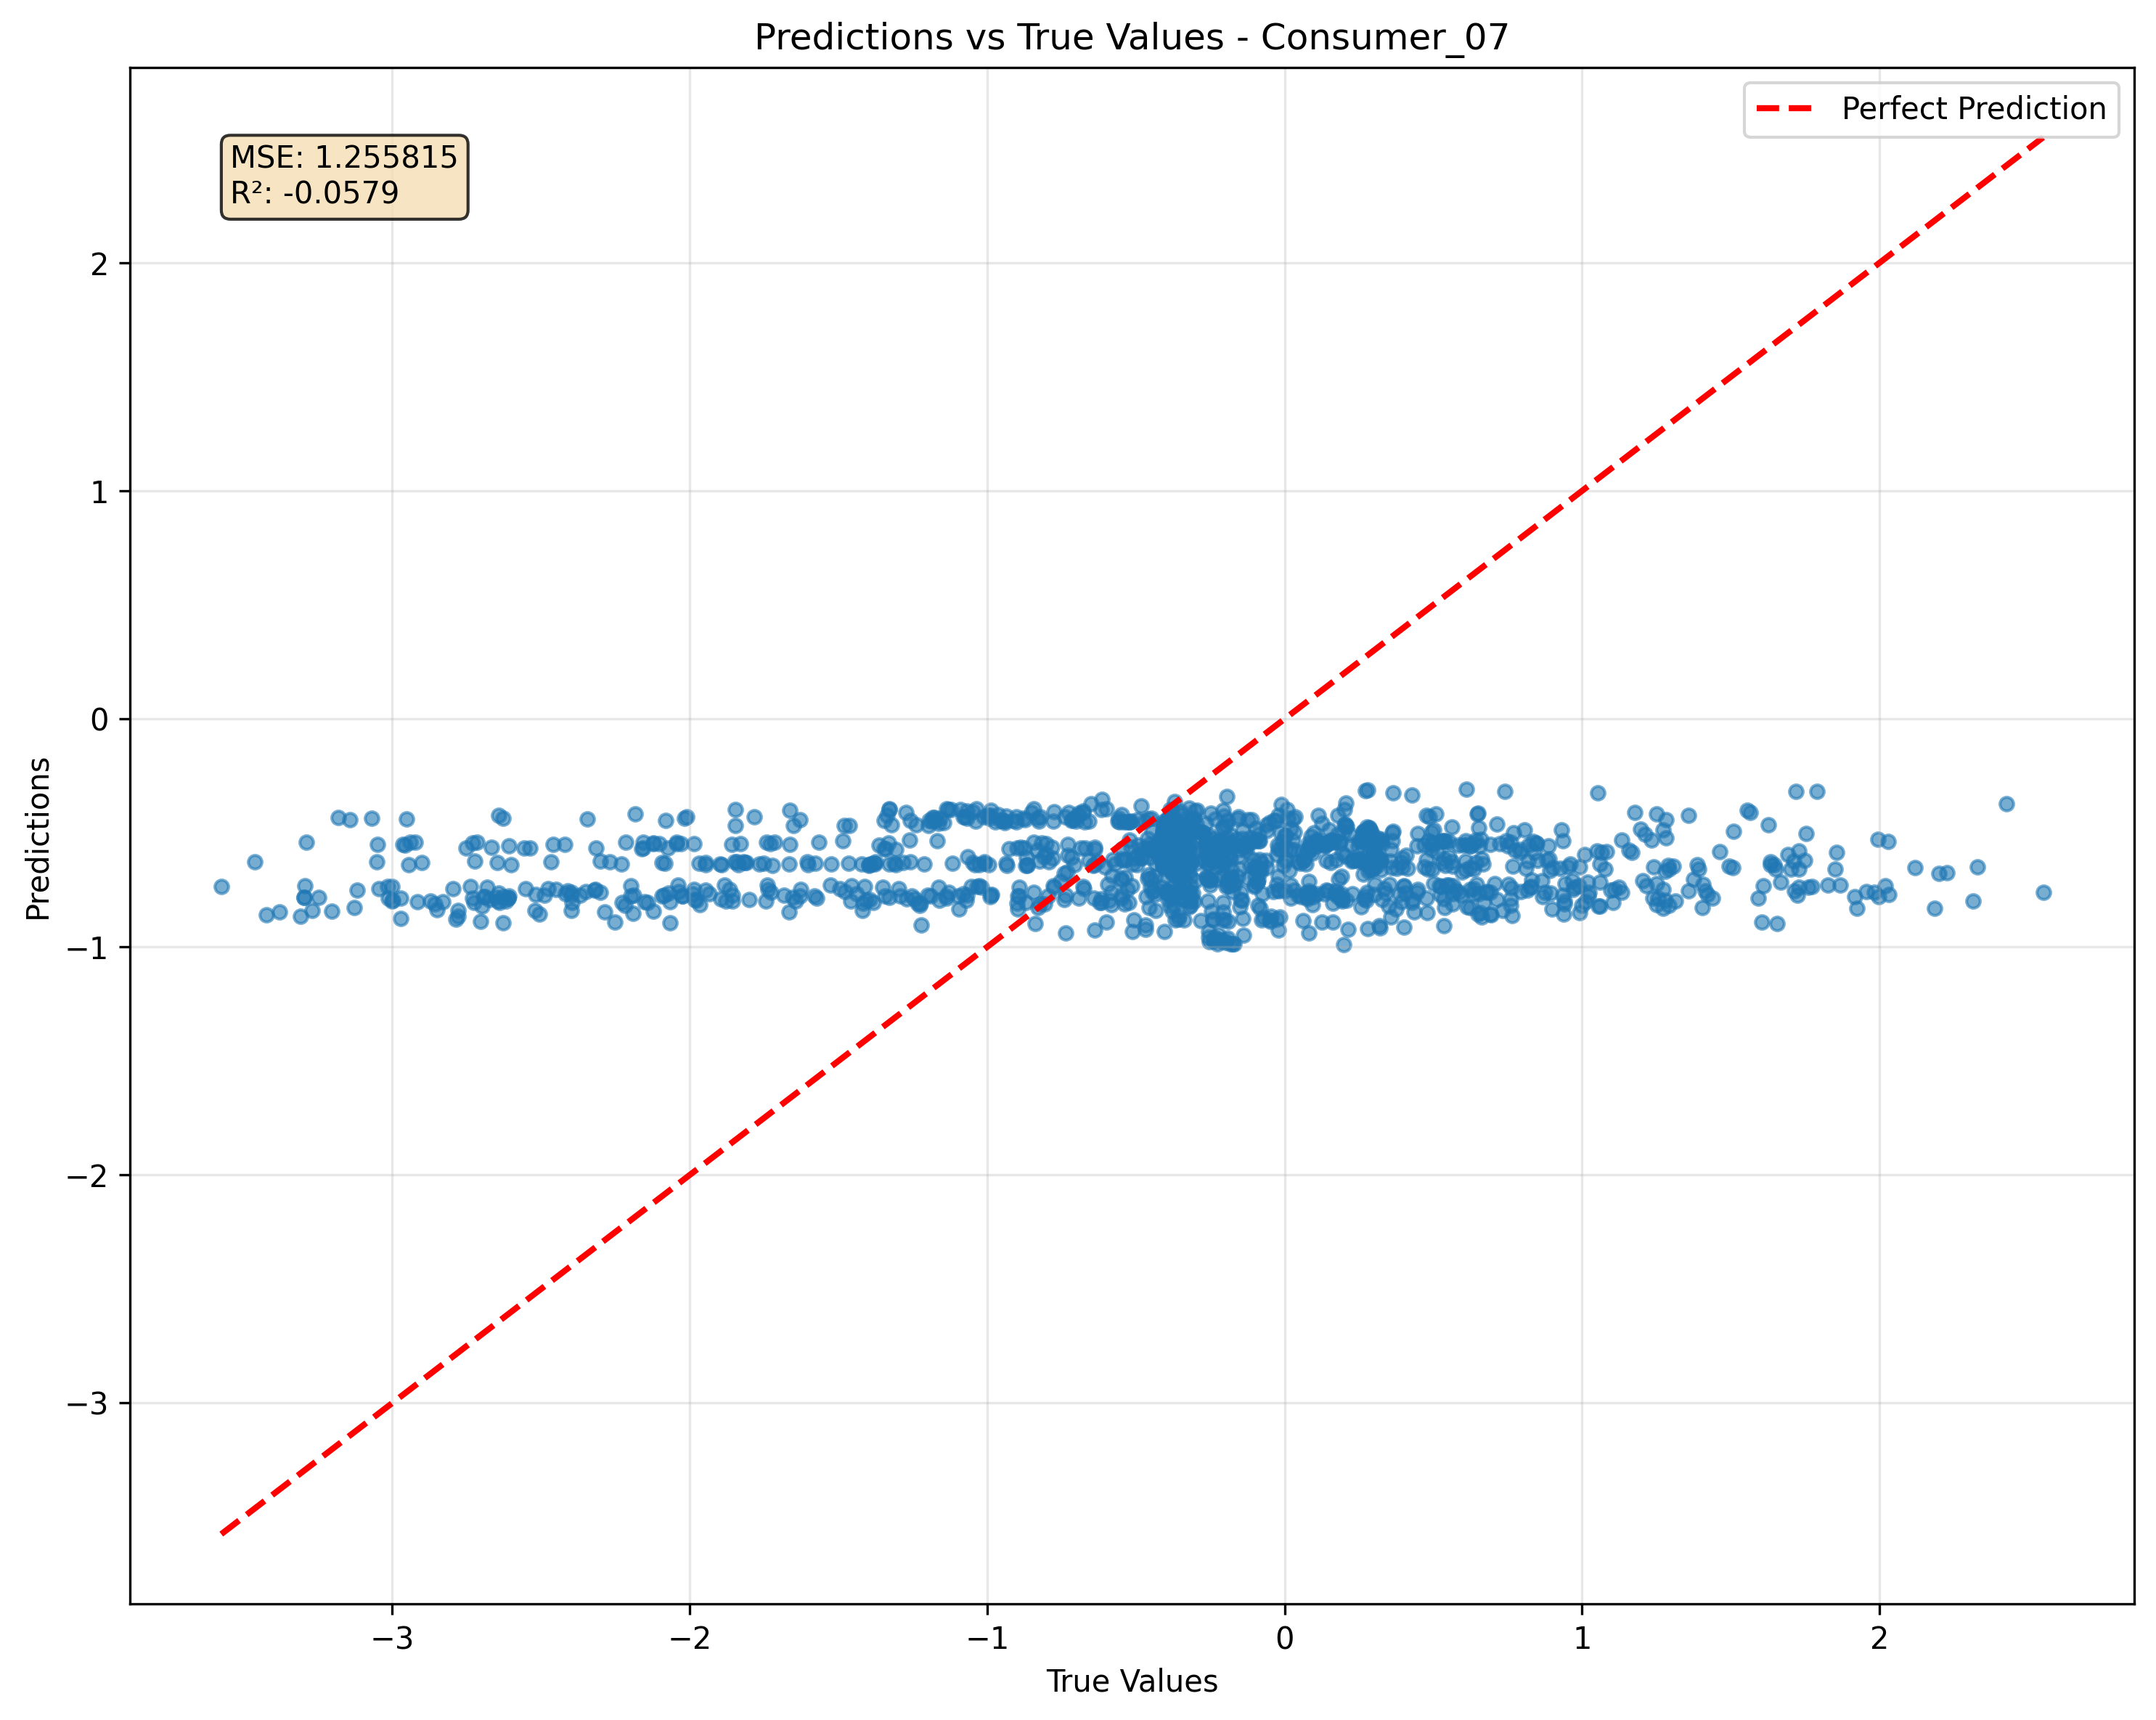 Predictions vs True Values - Consumer_07
Perfect Prediction
MSE: 1.255815
R²: -0.0579
2
1
0
−1
−2
−3
Predictions
−3
−2
−1
0
1
2
True Values